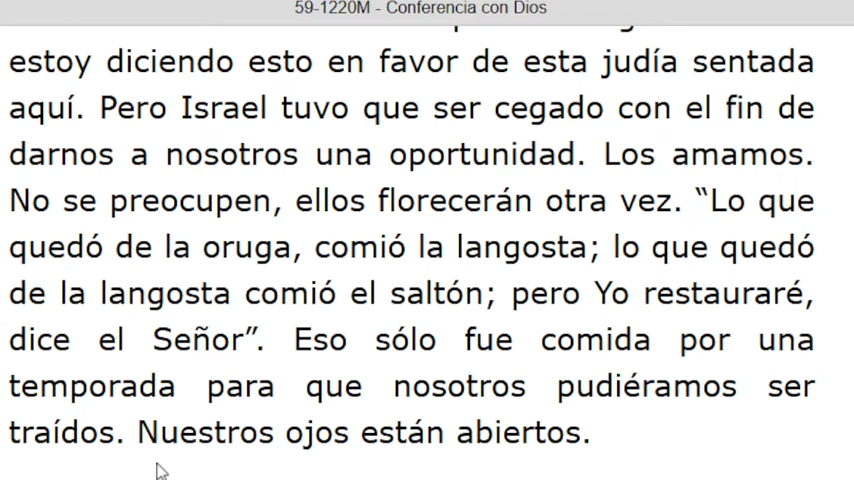 59-1220M - Conferencia con Dios
estoy diciendo esto en favor de esta judía sentada
aquí. Pero Israel tuvo que ser cegado con el fin de
darnos a nosotros una oportunidad. Los amamos.
No se preocupen, ellos florecerán otra vez. “Lo que
quedó de la oruga, comió la langosta; lo que quedó
de la langosta comió el saltón; pero Yo restauraré,
dice el Señor”. Eso sólo fue comida por una
temporada para que nosotros pudiéramos ser
traídos. Nuestros ojos están abiertos.